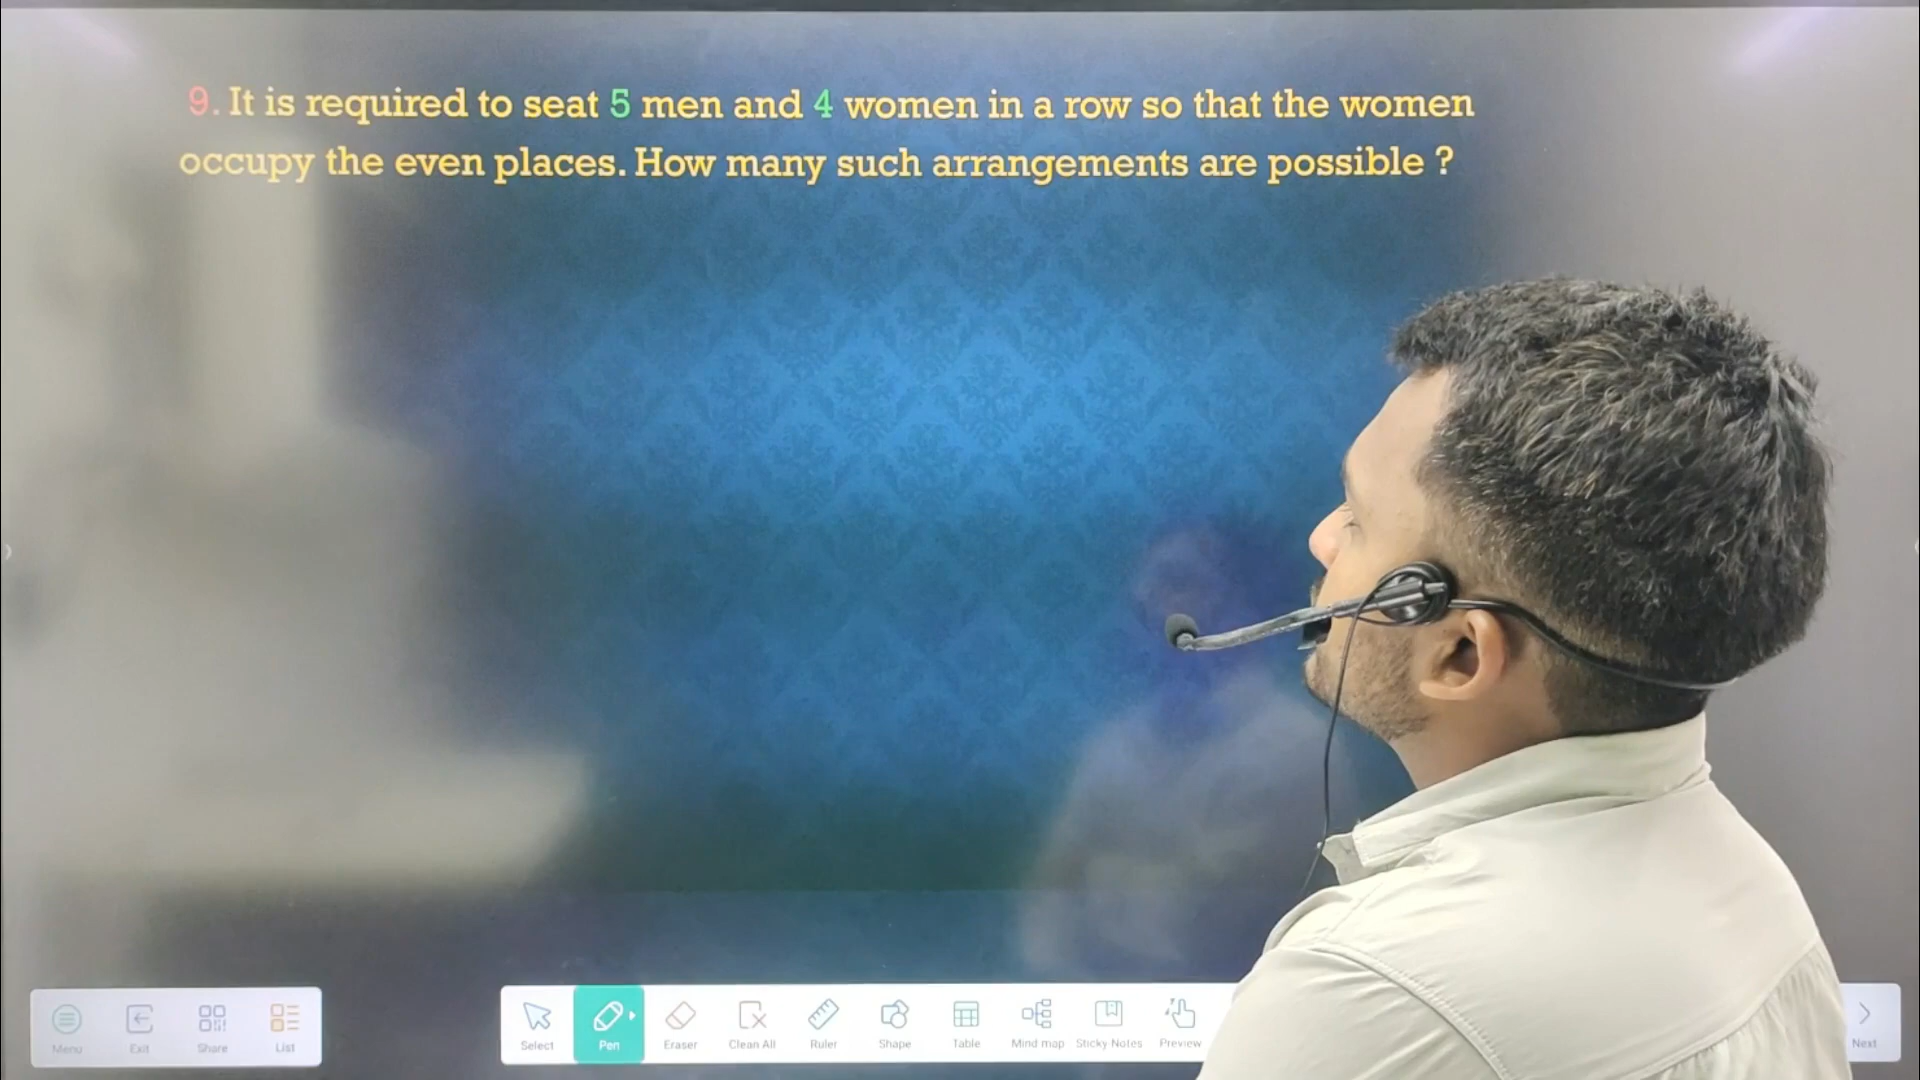 9. It is required to seat 5 men and 4 women in a row so that the women
occupy the even places. How many such arrangements are possible ?
Menu Exit Share List
Select Pen Eraser Clean All Ruler Shape Table Mind map Sticky Notes Preview Next